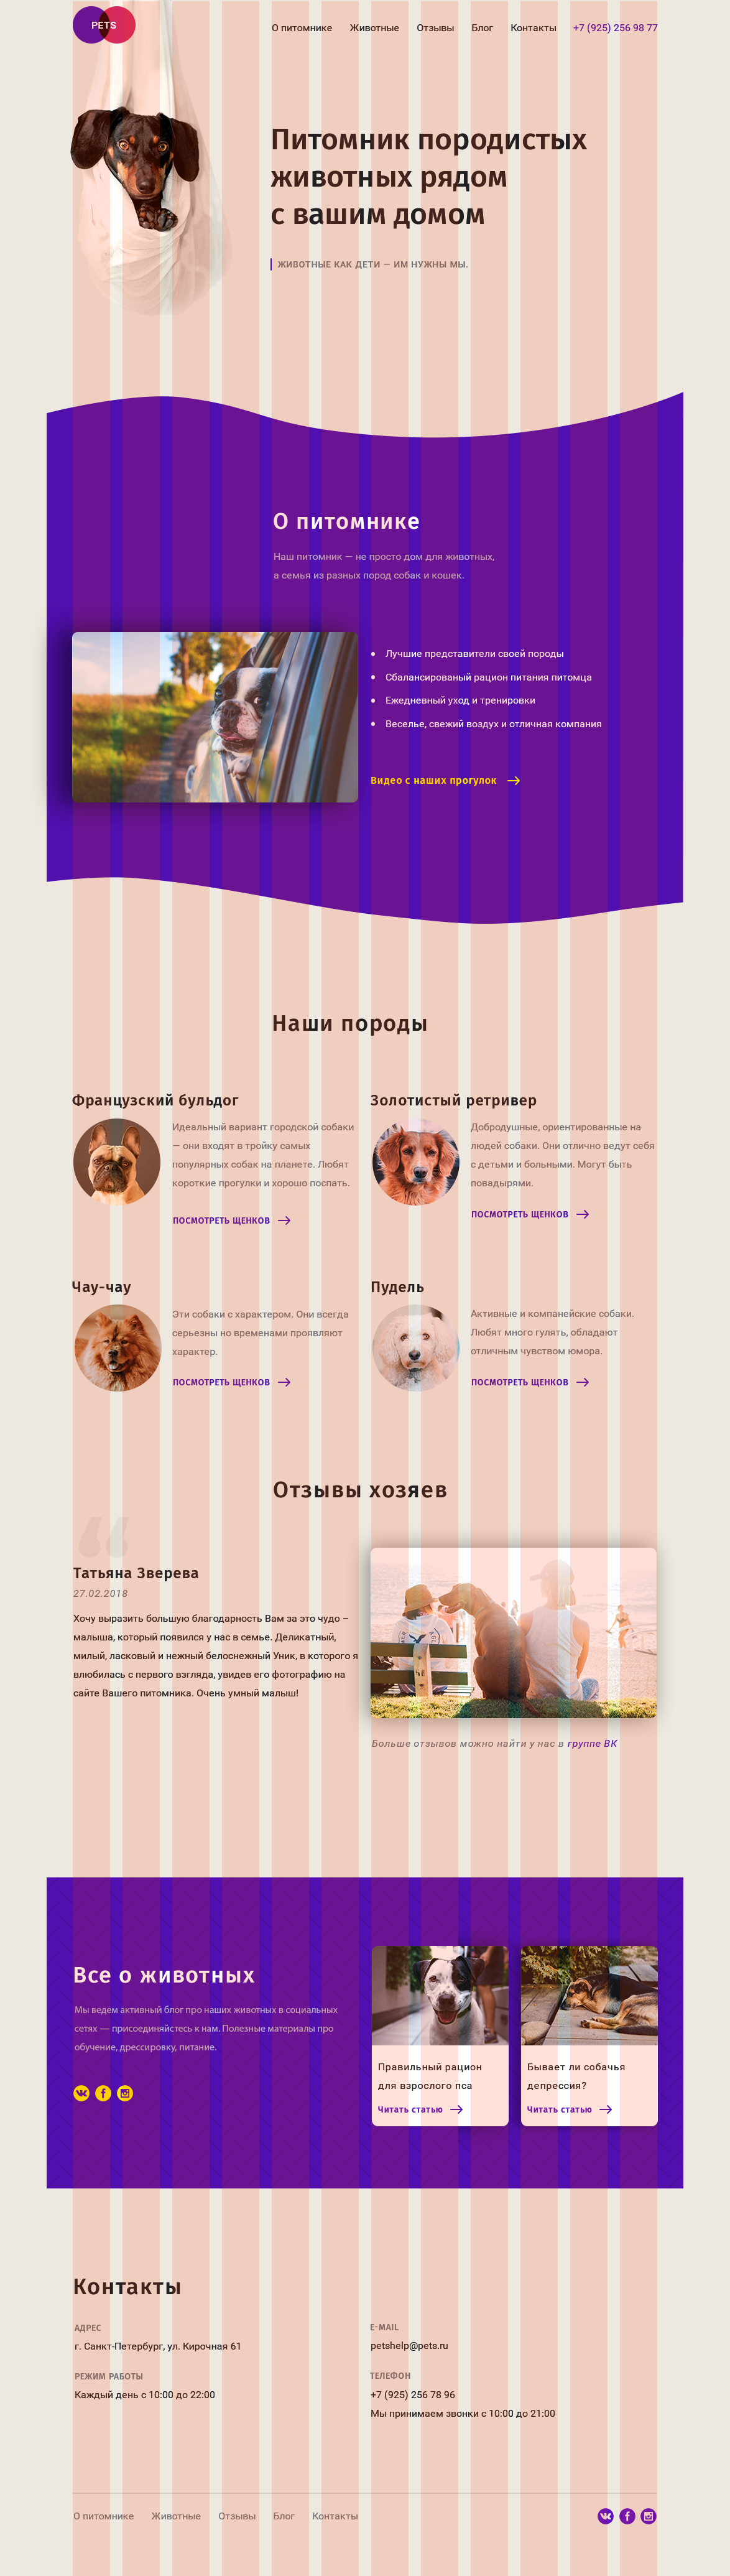 PETS
О питомнике Животные Отзывы Блог Контакты +7 (925) 256 98 77
Питомник породистых
животных рядом
с вашим домом
ЖИВОТНЫЕ КАК ДЕТИ — ИМ НУЖНЫ МЫ.
О питомнике
Наш питомник — не просто дом для животных,
а семья из разных пород собак и кошек.
Лучшие представители своей породы
Сбалансированый рацион питания питомца
Ежедневный уход и тренировки
Веселье, свежий воздух и отличная компания
Видео с наших прогулок
Наши породы
Французский бульдог
Идеальный вариант городской собаки
— они входят в тройку самых
популярных собак на планете. Любят
короткие прогулки и хорошо поспать.
ПОСМОТРЕТЬ ЩЕНКОВ
Золотистый ретривер
Добродушные, ориентированные на
людей собаки. Они отлично ведут себя
с детьми и больными. Могут быть
повадырями.
ПОСМОТРЕТЬ ЩЕНКОВ
Чау-чау
Эти собаки с характером. Они всегда
серьезны но временами проявляют
характер.
ПОСМОТРЕТЬ ЩЕНКОВ
Пудель
Активные и компанейские собаки.
Любят много гулять, обладают
отличным чувством юмора.
ПОСМОТРЕТЬ ЩЕНКОВ
Отзывы хозяев
“
Татьяна Зверева
27.02.2018
Хочу выразить большую благодарность Вам за это чудо –
малыша, который появился у нас в семье. Деликатный,
милый, ласковый и нежный белоснежный Уник, в которого я
влюбилась с первого взгляда, увидев его фотографию на
сайте Вашего питомника. Очень умный малыш!
Больше отзывов можно найти у нас в группе ВК
Все о животных
Мы ведем активный блог про наших животных в социальных
сетях — присоединяйстесь к нам. Полезные материалы про
обучение, дрессировку, питание.
Правильный рацион
для взрослого пса
Читать статью
Бывает ли собачья
депрессия?
Читать статью
Контакты
АДРЕС
г. Санкт-Петербург, ул. Кирочная 61
РЕЖИМ РАБОТЫ
Каждый день с 10:00 до 22:00
E-MAIL
petshelp@pets.ru
ТЕЛЕФОН
+7 (925) 256 78 96
Мы принимаем звонки с 10:00 до 21:00
О питомнике Животные Отзывы Блог Контакты